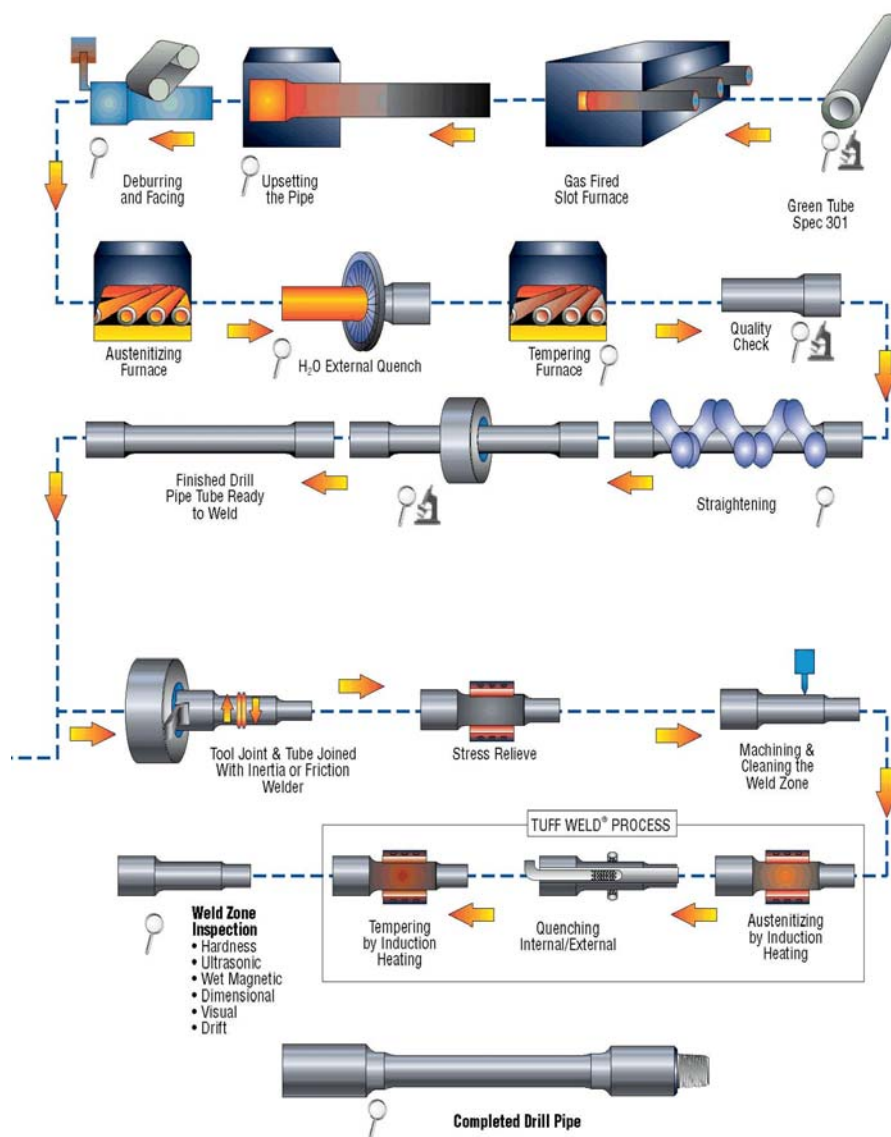 Deburring
and Facing
Upsetting
the Pipe
Gas Fired
Slot Furnace
Green Tube
Spec 301
Austenitizing
Furnace
H₂O External Quench
Tempering
Furnace
Quality
Check
Finished Drill
Pipe Tube Ready
to Weld
Straightening
Tool Joint & Tube Joined
With Inertia or Friction
Welder
Stress Relieve
Machining &
Cleaning the
Weld Zone
TUFF WELD® PROCESS
Weld Zone
Inspection
• Hardness
• Ultrasonic
• Wet Magnetic
• Dimensional
• Visual
• Drift
Tempering
by Induction
Heating
Quenching
Internal/External
Austenitizing
by Induction
Heating
Completed Drill Pipe